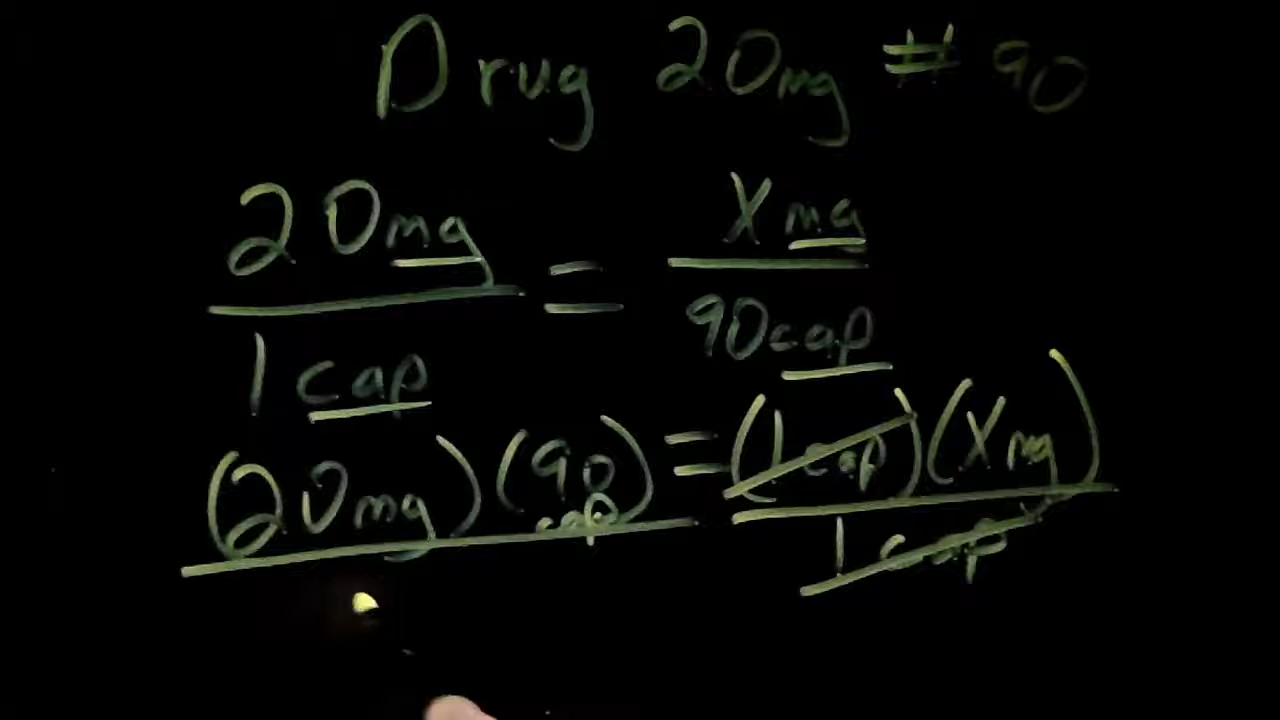 Drug 20mg # 90
20mg = Xmg
1 cap 90cap
(20mg)(90 cap) = (1 cap)(Xmg)
1 cap